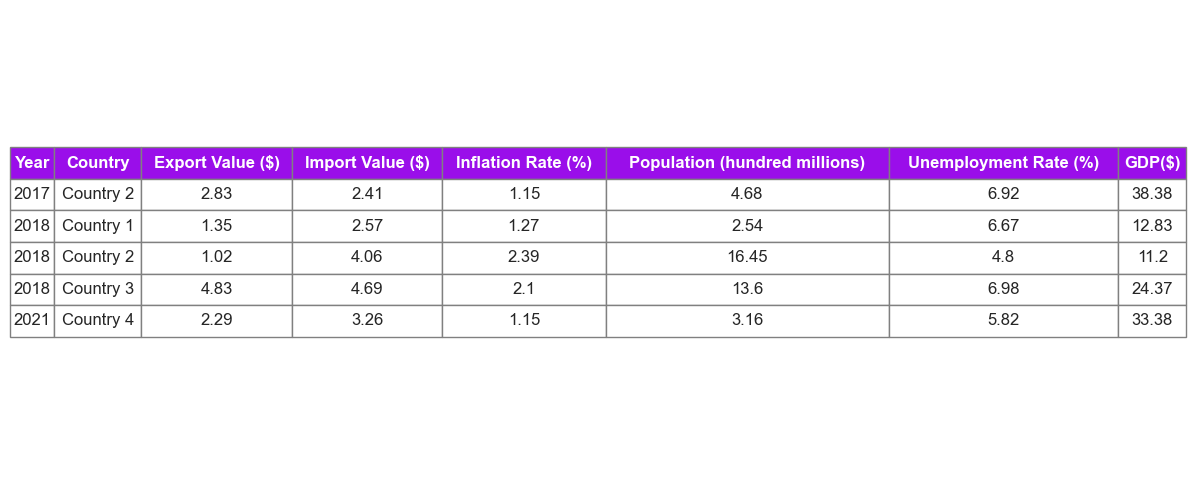 Year Country Export Value ($) Import Value ($) Inflation Rate (%) Population (hundred millions) Unemployment Rate (%) GDP($)
2017 Country 2 2.83 2.41 1.15 4.68 6.92 38.38
2018 Country 1 1.35 2.57 1.27 2.54 6.67 12.83
2018 Country 2 1.02 4.06 2.39 16.45 4.8 11.2
2018 Country 3 4.83 4.69 2.1 13.6 6.98 24.37
2021 Country 4 2.29 3.26 1.15 3.16 5.82 33.38